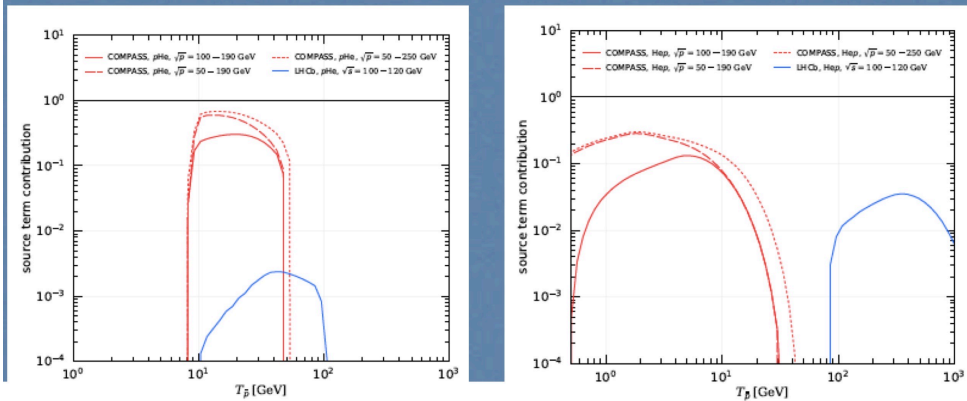 COMPASS, pHe, √p = 100 − 190 GeV
COMPASS, pHe, √p = 50 − 190 GeV
COMPASS, pHe, √p = 50 − 250 GeV
LHCb, pHe, √s = 100 − 120 GeV
source term contribution
10¹
10⁰
10⁻¹
10⁻²
10⁻³
10⁻⁴
10⁰ 10¹ 10² 10³
T_p̄ [GeV]
COMPASS, Hep, √p = 100 − 190 GeV
COMPASS, Hep, √p = 50 − 190 GeV
COMPASS, Hep, √p = 50 − 250 GeV
LHCb, Hep, √s = 100 − 120 GeV
source term contribution
10¹
10⁰
10⁻¹
10⁻²
10⁻³
10⁻⁴
10⁰ 10¹ 10² 10³
T_p̄ [GeV]